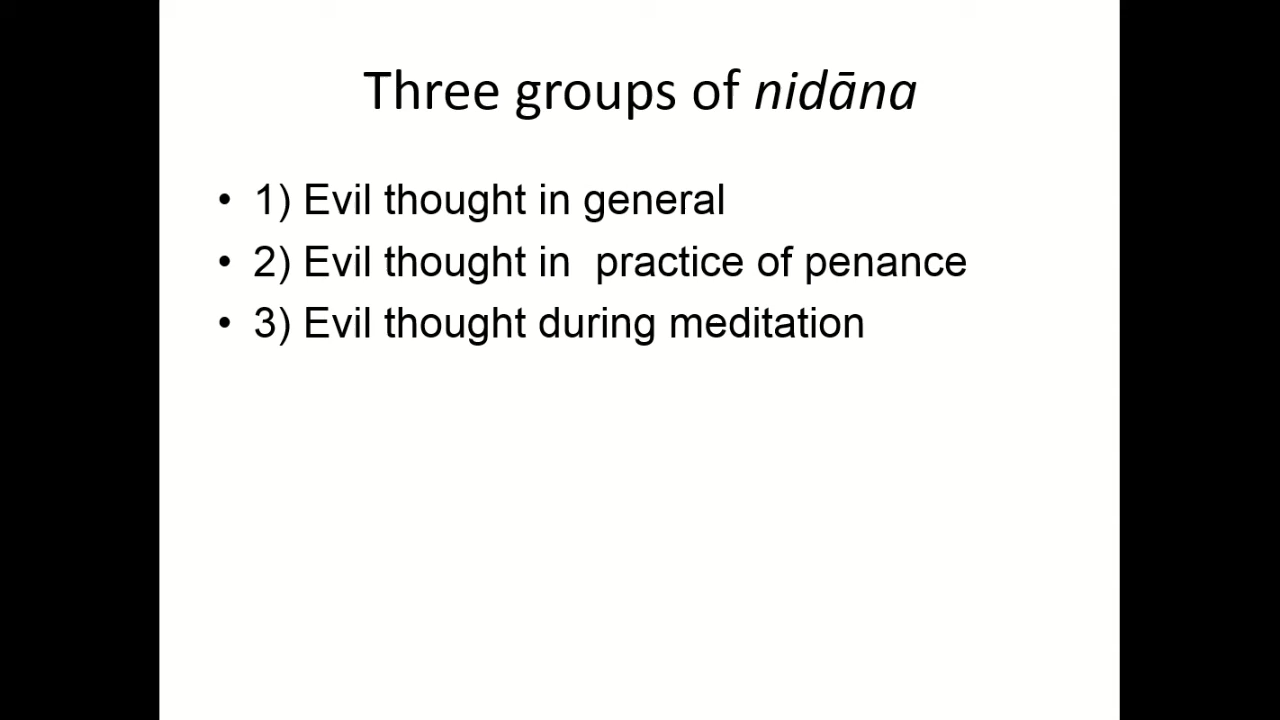 Three groups of nidāna
• 1) Evil thought in general
• 2) Evil thought in  practice of penance
• 3) Evil thought during meditation